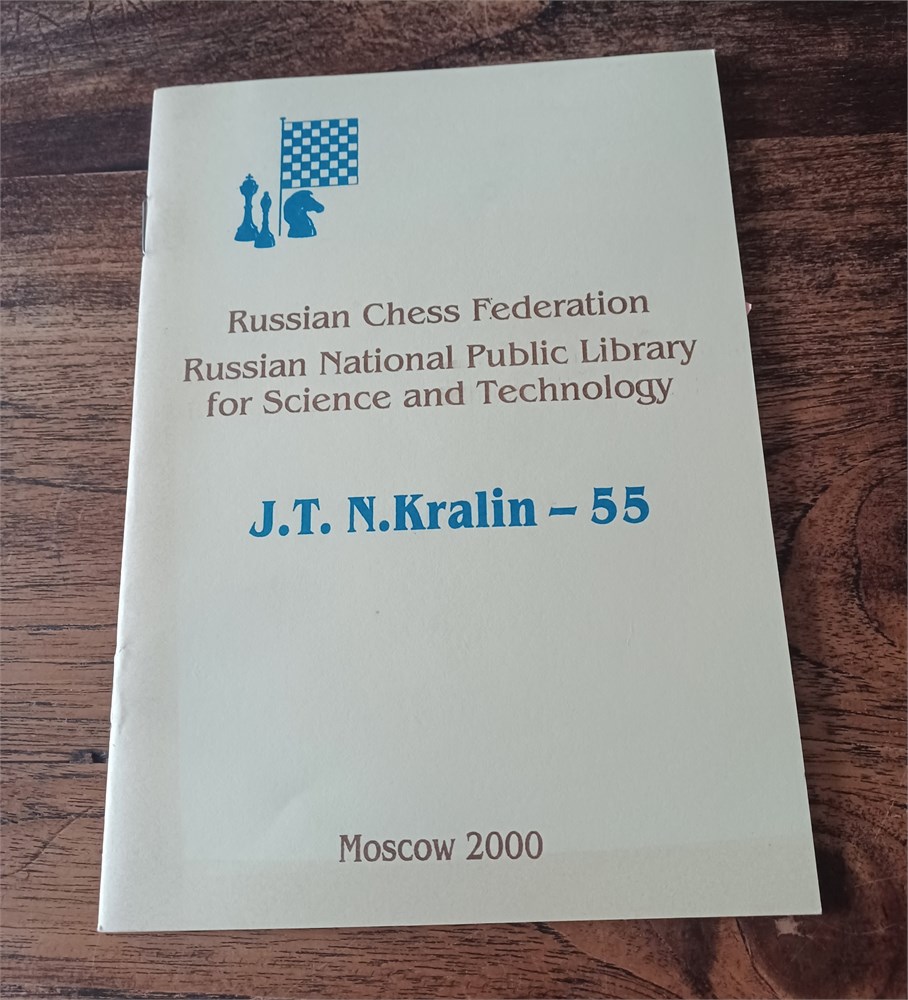 Russian Chess Federation
Russian National Public Library
for Science and Technology
J.T. N.Kralin – 55
Moscow 2000